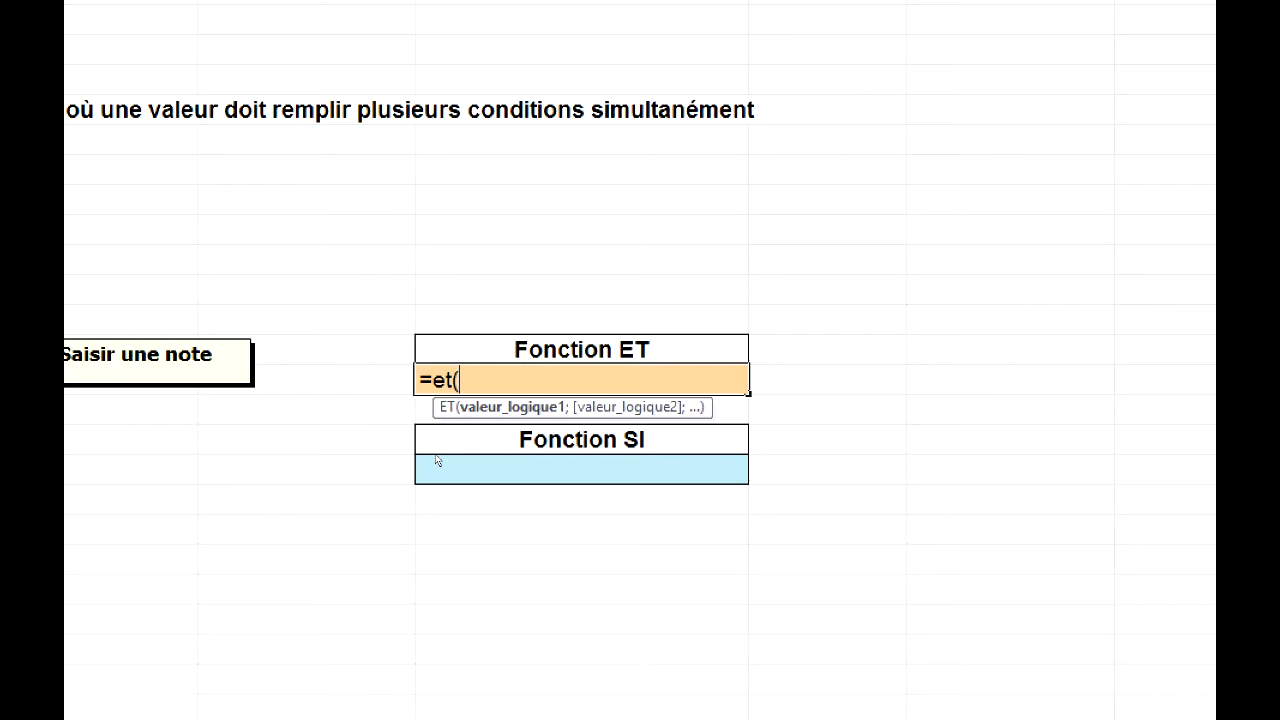 où une valeur doit remplir plusieurs conditions simultanément
Fonction ET
Saisir une note
=et(
ET(valeur_logique1; [valeur_logique2]; ...)
Fonction SI